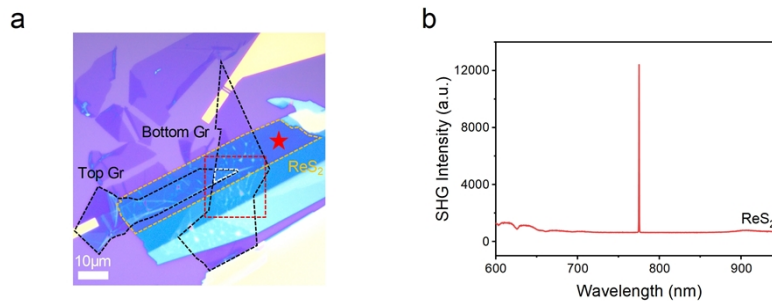 a
b
Bottom Gr
ReS₂
Top Gr
10μm
SHG Intensity (a.u.)
12000
8000
4000
0
ReS₂
600
700
800
900
Wavelength (nm)